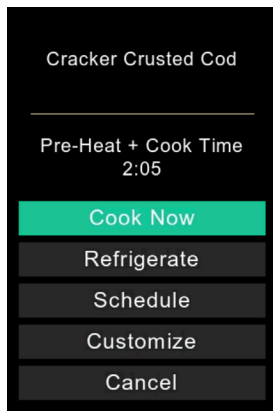 Cracker Crusted Cod
Pre-Heat + Cook Time
2:05
Cook Now
Refrigerate
Schedule
Customize
Cancel